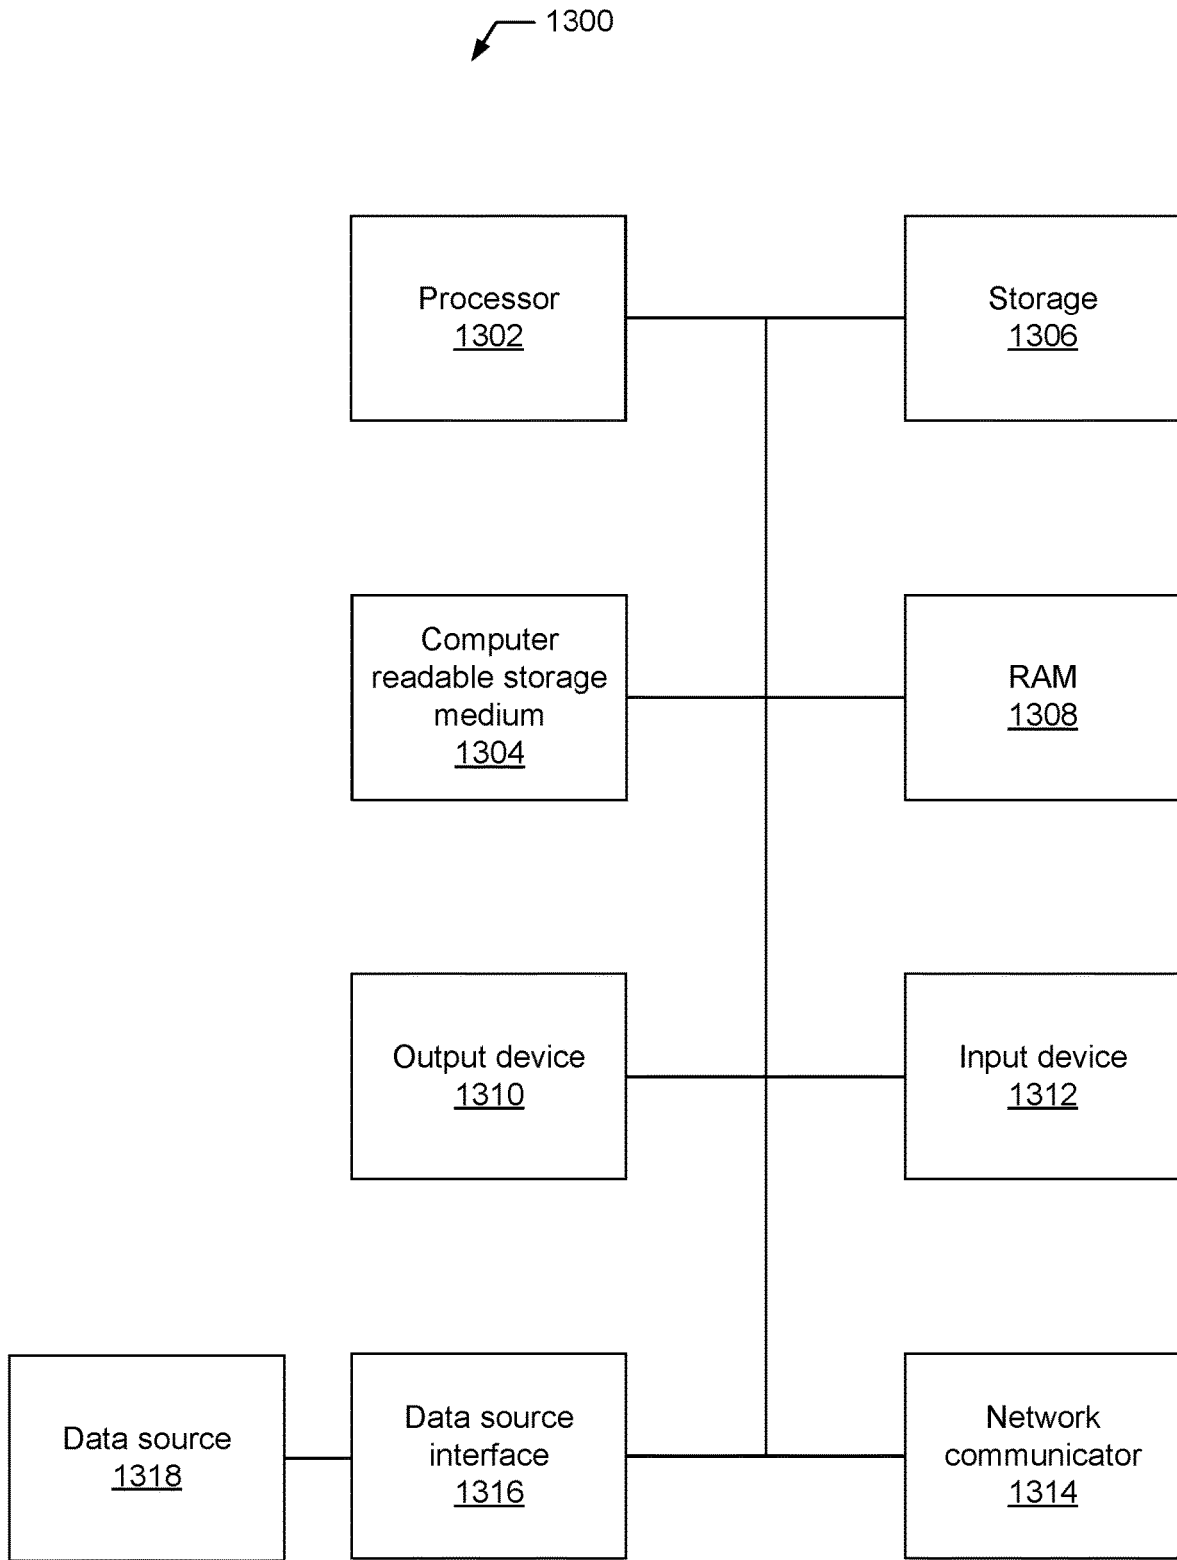 1300
Processor
1302
Storage
1306
Computer
readable storage
medium
1304
RAM
1308
Output device
1310
Input device
1312
Data source
1318
Data source
interface
1316
Network
communicator
1314